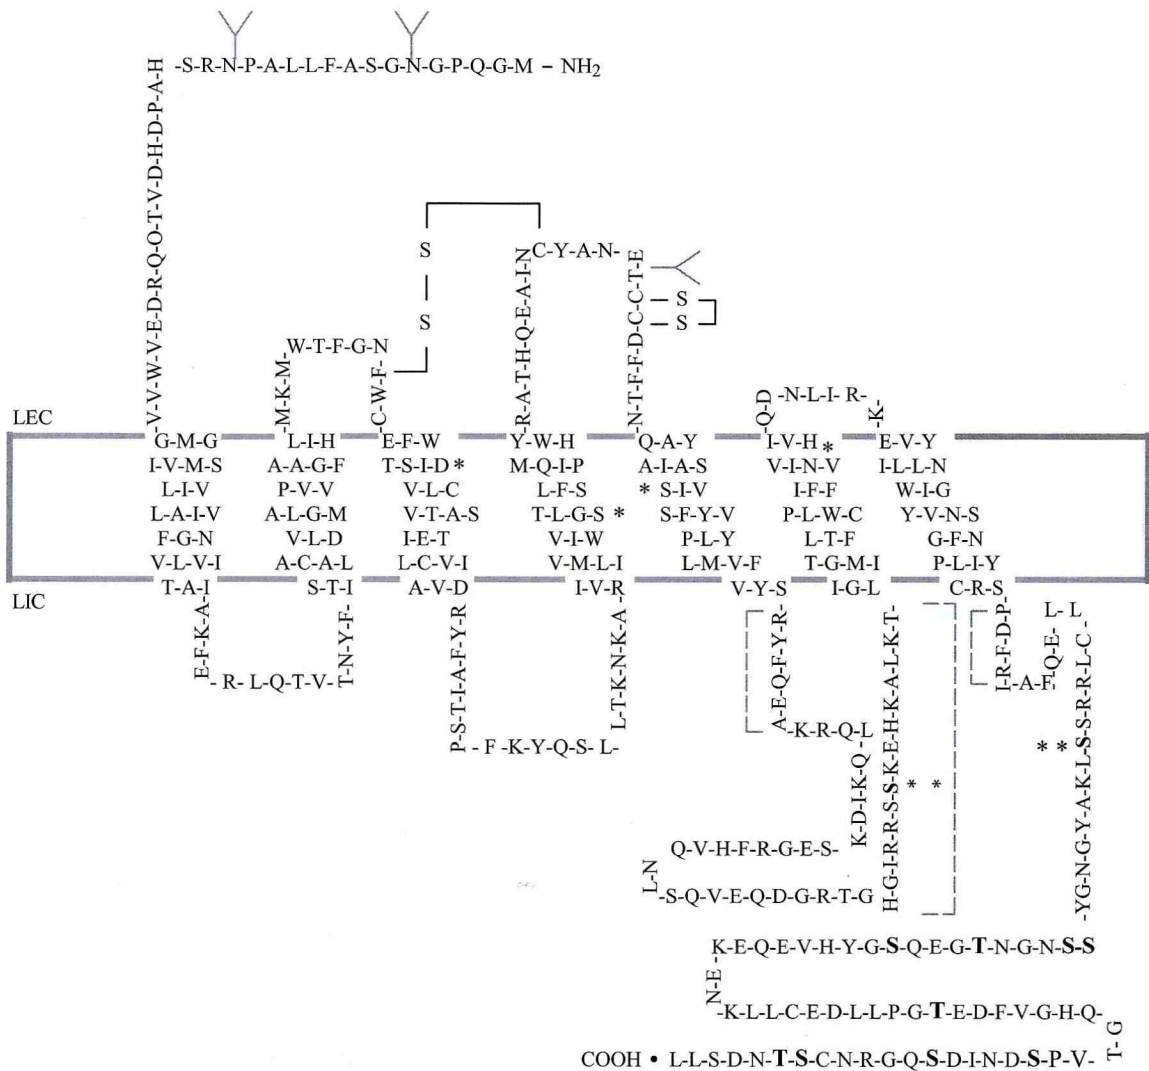 -S-R-N-P-A-L-L-F-A-S-G-N-G-P-Q-G-M – NH2
V-V-W-V-E-D-R-Q-O-T-V-D-H-D-P-A-H
S
S
C-Y-A-N-
R-A-T-H-Q-E-A-I-N
N-T-F-F-D-C-C-T-E
S
S
W-T-F-G-N
-M-K-M-
C-W-F-
Q-D
-N-L-I-R-
-K-
LEC
G-M-G L-I-H E-F-W Y-W-H Q-A-Y I-V-H * E-V-Y
I-V-M-S A-A-G-F T-S-I-D * M-Q-I-P A-I-A-S V-I-N-V I-L-L-N
L-I-V P-V-V V-L-C L-F-S * S-I-V I-F-F W-I-G
L-A-I-V A-L-G-M V-T-A-S T-L-G-S * S-F-Y-V P-L-W-C Y-V-N-S
F-G-N V-L-D I-E-T V-I-W P-L-Y L-T-F G-F-N
V-L-V-I A-C-A-L L-C-V-I V-M-L-I L-M-V-F T-G-M-I P-L-I-Y
T-A-I S-T-I A-V-D I-V-R V-Y-S I-G-L C-R-S
LIC
E-F-K-A-
- R- L-Q-T-V-
T-N-Y-F-
P-S-T-I-A-F-Y-R
- F -K-Y-Q-S- L-
L-T-K-N-K-A-
A-E-Q-F-Y-R-
-K-R-Q-L
K-D-I-K-Q
Q-V-H-F-R-G-E-S-
L-N
-S-Q-V-E-Q-D-G-R-T-G
H-G-I-R-R-S-S-K-E-H-K-A-L-K-T-
* *
I-R-F-D-P
-A-F-
-Q-E-
L- L
* *
-YG-N-G-Y-A-K-L-S-S-R-R-L-C-
K-E-Q-E-V-H-Y-G-S-Q-E-G-T-N-G-N-S-S
N-E-
-K-L-L-C-E-D-L-L-P-G-T-E-D-F-V-G-H-Q-
T-G
COOH • L-L-S-D-N-T-S-C-N-R-G-Q-S-D-I-N-D-S-P-V-